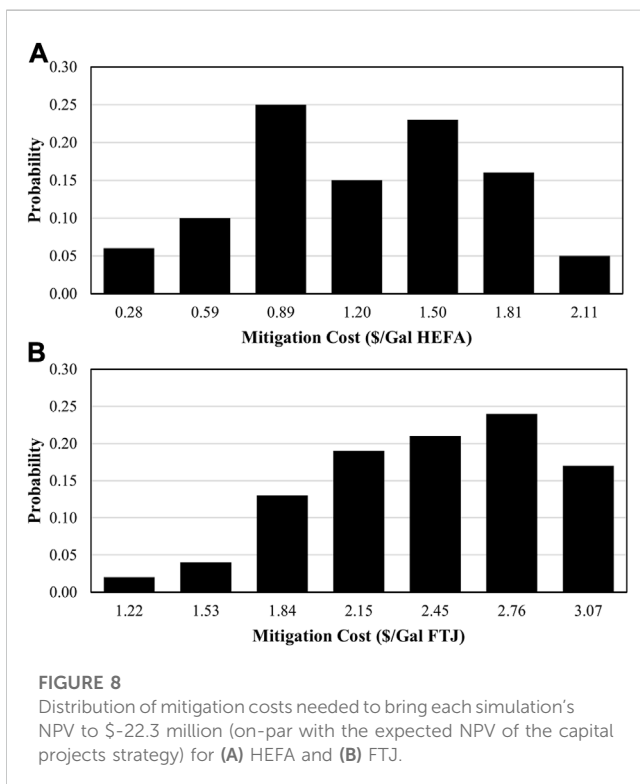 A
0.30
0.25
0.20
0.15
0.10
0.05
0.00
Probability
0.28 0.59 0.89 1.20 1.50 1.81 2.11
Mitigation Cost ($/Gal HEFA)
B
0.30
0.25
0.20
0.15
0.10
0.05
0.00
Probability
1.22 1.53 1.84 2.15 2.45 2.76 3.07
Mitigation Cost ($/Gal FTJ)
FIGURE 8
Distribution of mitigation costs needed to bring each simulation's
NPV to $-22.3 million (on-par with the expected NPV of the capital
projects strategy) for (A) HEFA and (B) FTJ.